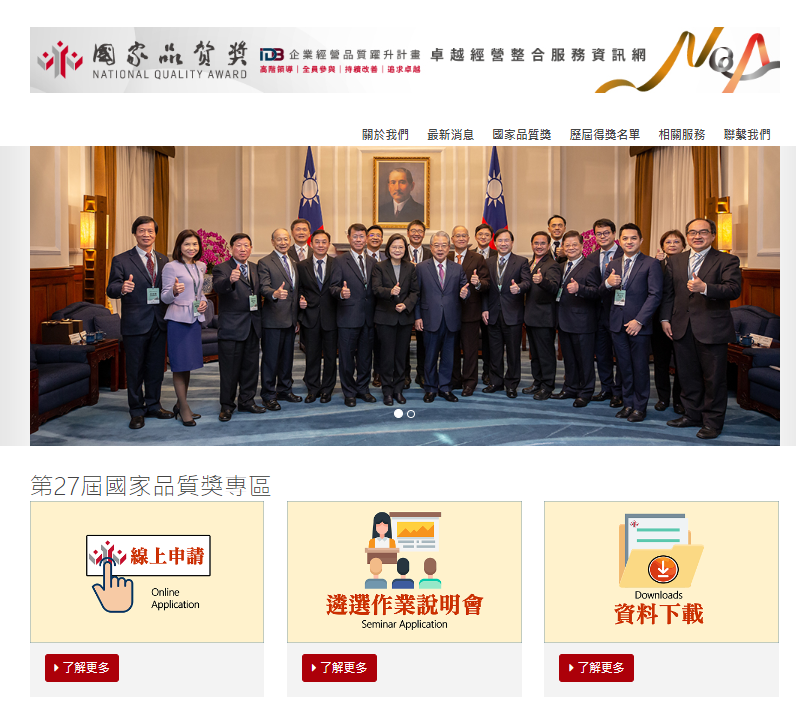 國家品質獎
NATIONAL QUALITY AWARD
IDB 企業經營品質躍升計畫
高階領導｜全員參與｜持續改善｜追求卓越
卓越經營整合服務資訊網
N@A
關於我們 最新消息 國家品質獎 歷屆得獎名單 相關服務 聯繫我們
第27屆國家品質獎專區
線上申請
Online
Application
遴選作業說明會
Seminar Application
Downloads
資料下載
了解更多 了解更多 了解更多